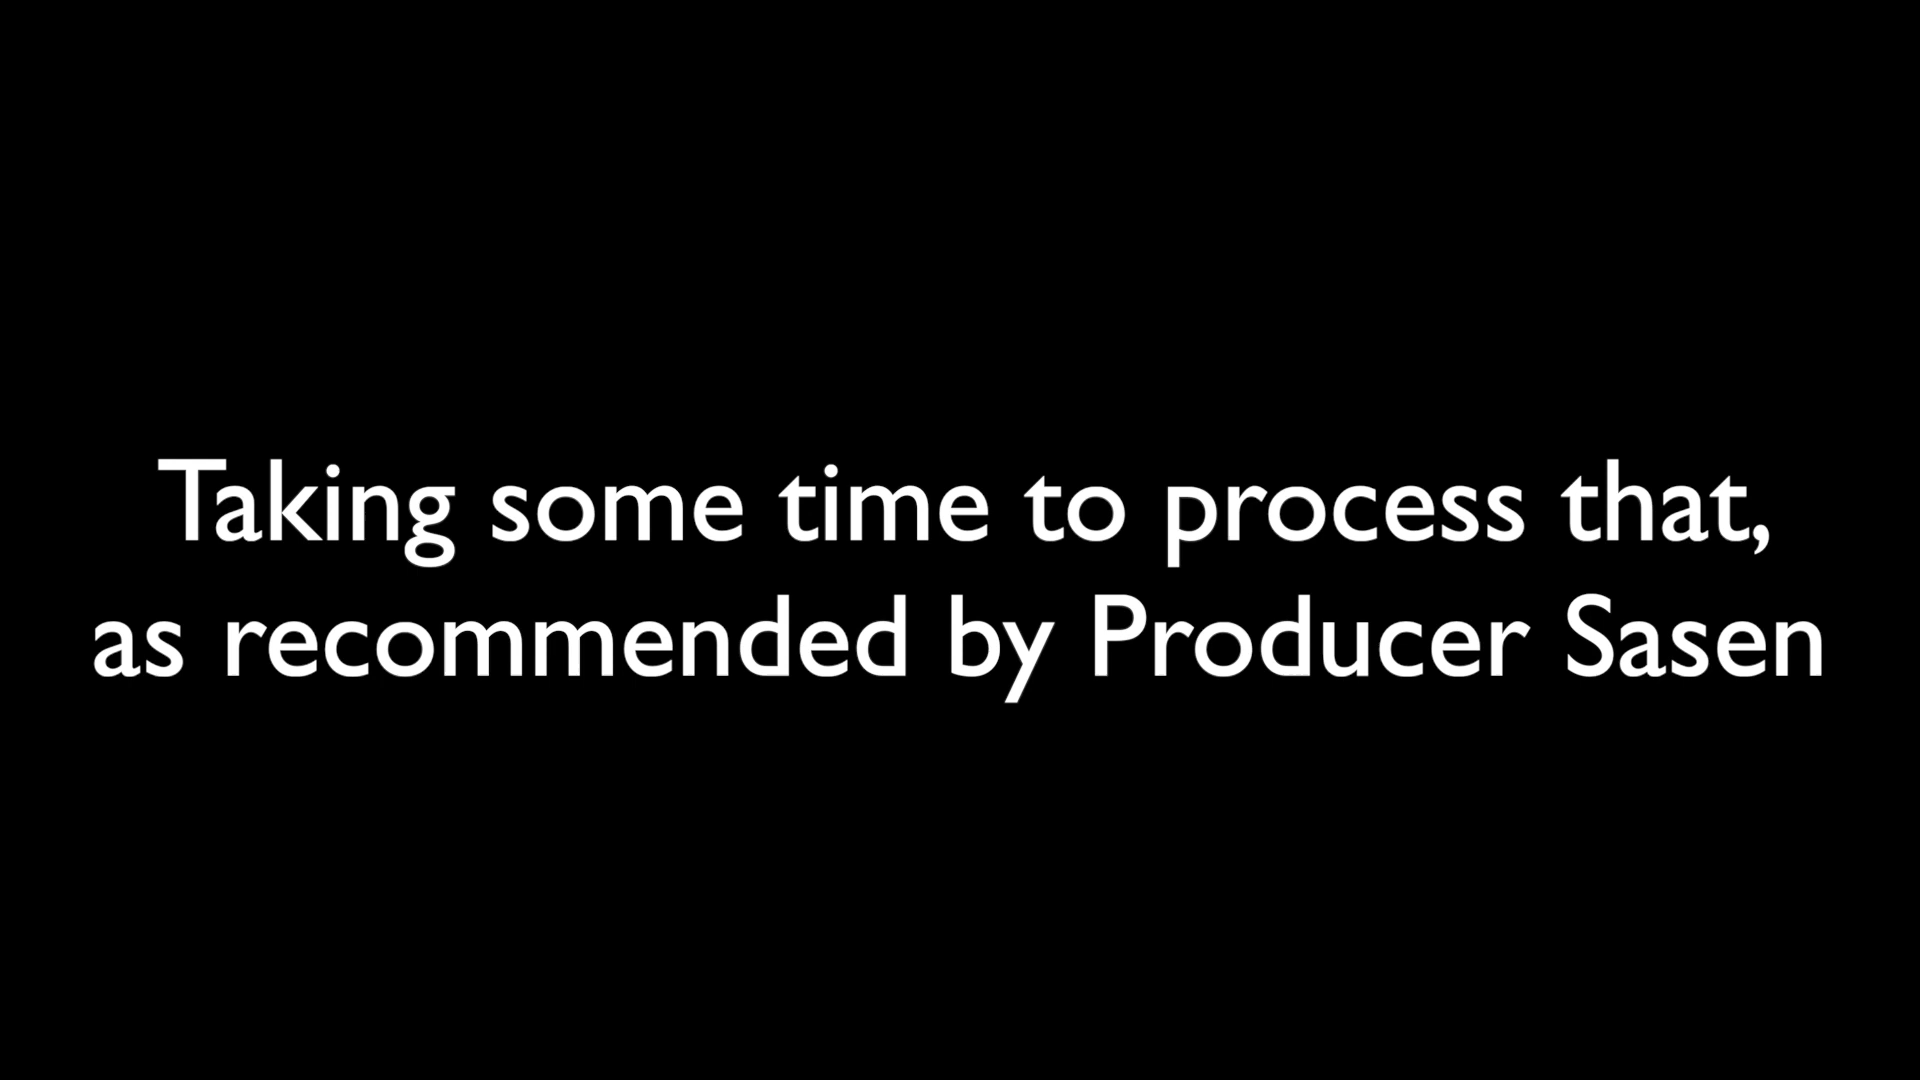 Taking some time to process that,
as recommended by Producer Sasen